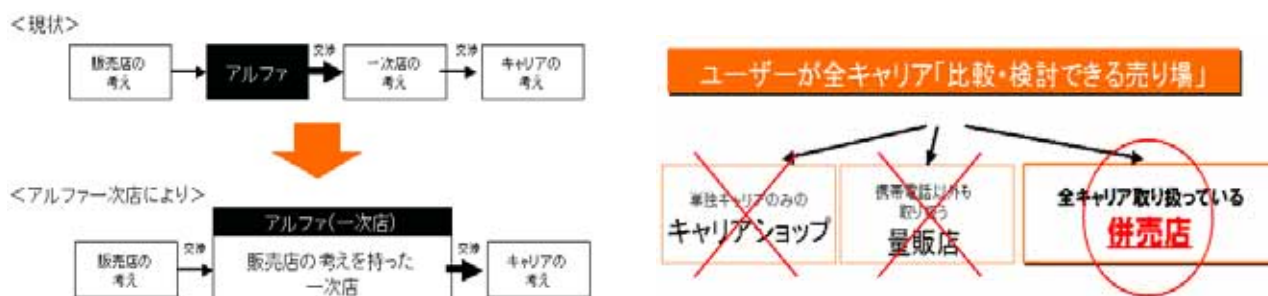 ＜現状＞
販売店の
考え
アルファ
交渉
一次店の
考え
交渉
キャリアの
考え
＜アルファ一次店により＞
販売店の
考え
交渉
アルファ(一次店)
販売店の考えを持った
一次店
交渉
キャリアの
考え
ユーザーが全キャリア「比較・検討できる売り場」
単独キャリアのみの
キャリアショップ
携帯電話以外も
取り扱う
量販店
全キャリア取り扱っている
併売店